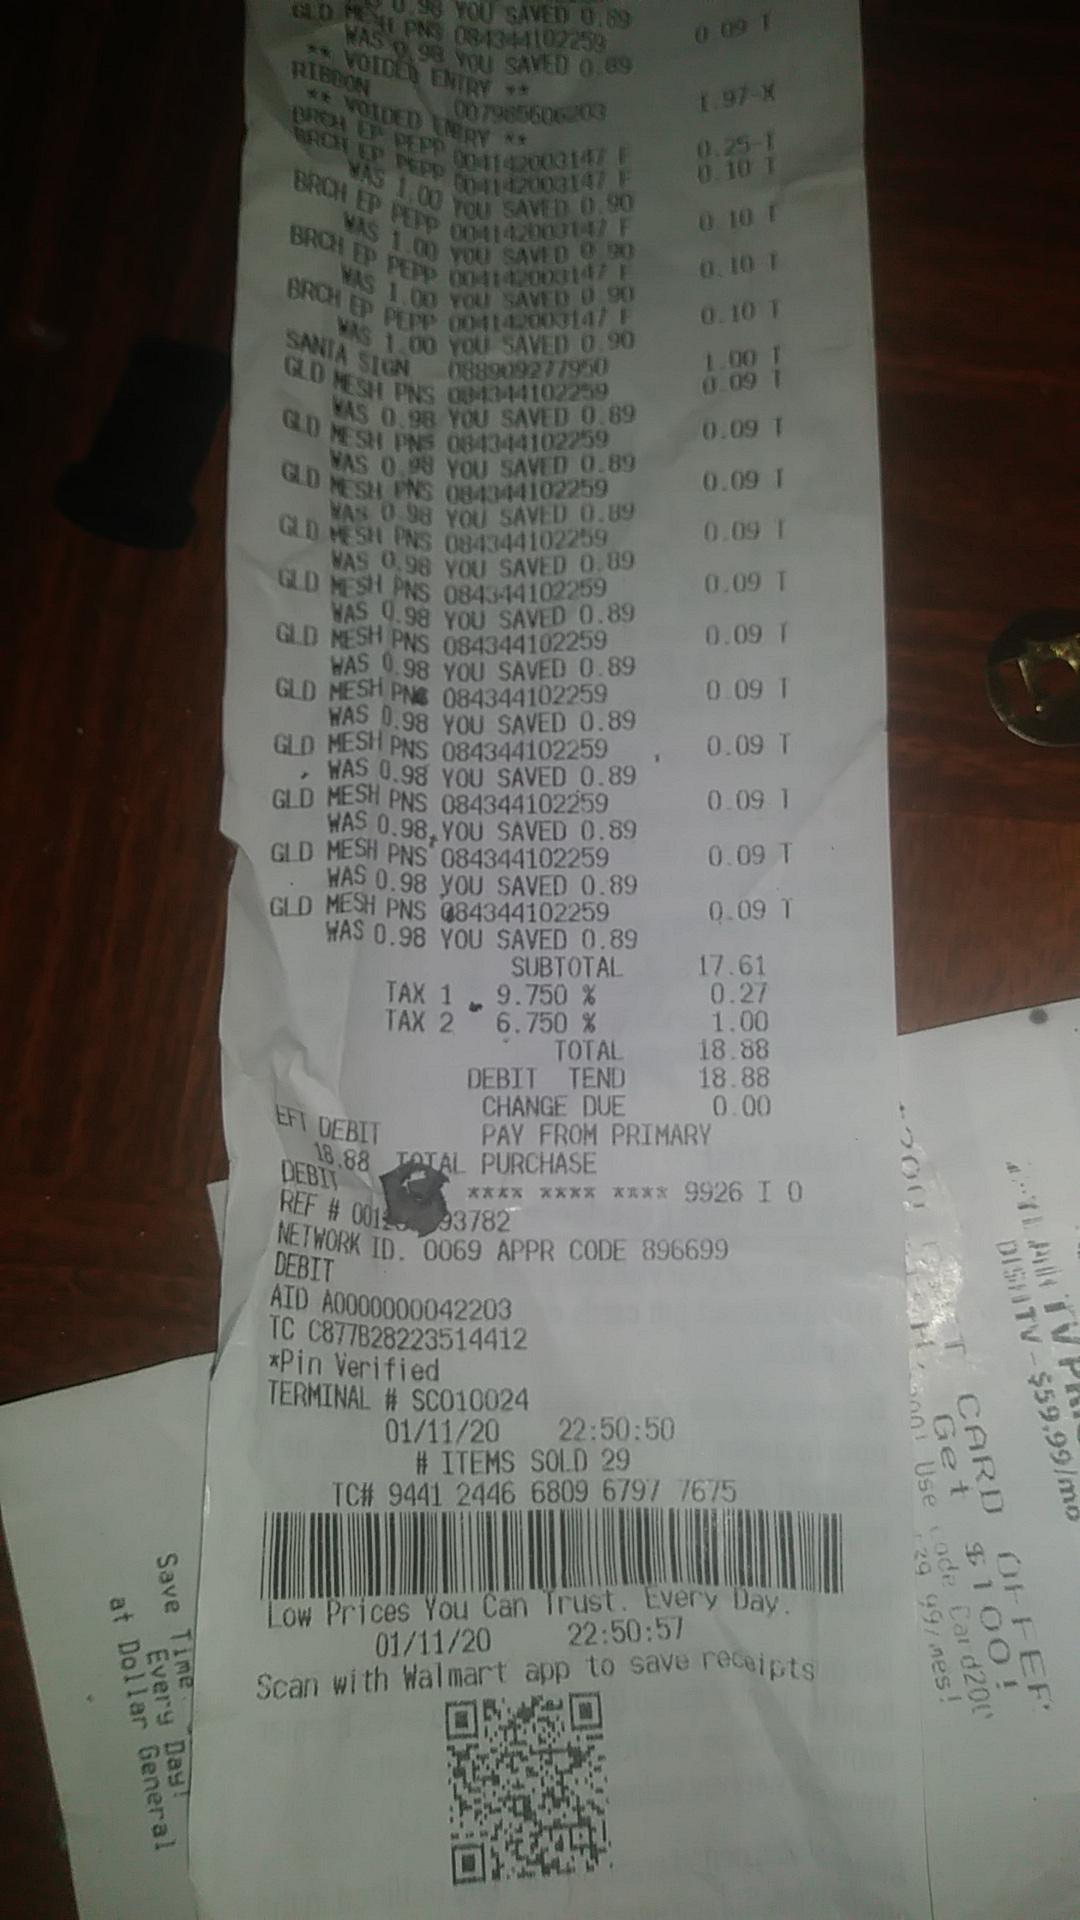 0.98 YOU SAVED 0.89
GLD MESH PNS 084344102259 0.09 T
WAS 0.98 YOU SAVED 0.89
** VOIDED ENTRY **
RIBBON 007985606203 1.97-X
** VOIDED ENTRY **
BRCH EP PEPP 004142003147 F 0.25-T
BRCH EP PEPP 004142003147 F 0.10 T
WAS 1.00 YOU SAVED 0.90
BRCH EP PEPP 004142003147 F 0.10 T
WAS 1.00 YOU SAVED 0.90
BRCH EP PEPP 004142003147 F 0.10 T
WAS 1.00 YOU SAVED 0.90
BRCH EP PEPP 004142003147 F 0.10 T
WAS 1.00 YOU SAVED 0.90
SANTA SIGN 088909277950 1.00 T
GLD MESH PNS 084344102259 0.09 T
WAS 0.98 YOU SAVED 0.89
GLD MESH PNS 084344102259 0.09 T
WAS 0.98 YOU SAVED 0.89
GLD MESH PNS 084344102259 0.09 T
WAS 0.98 YOU SAVED 0.89
GLD MESH PNS 084344102259 0.09 T
WAS 0.98 YOU SAVED 0.89
GLD MESH PNS 084344102259 0.09 T
WAS 0.98 YOU SAVED 0.89
GLD MESH PNS 084344102259 0.09 T
WAS 0.98 YOU SAVED 0.89
GLD MESH PNS 084344102259 0.09 T
WAS 0.98 YOU SAVED 0.89
GLD MESH PNS 084344102259 0.09 T
WAS 0.98 YOU SAVED 0.89
GLD MESH PNS 084344102259 0.09 T
WAS 0.98 YOU SAVED 0.89
GLD MESH PNS 084344102259 0.09 T
WAS 0.98 YOU SAVED 0.89
GLD MESH PNS 084344102259 0.09 T
WAS 0.98 YOU SAVED 0.89
SUBTOTAL 17.61
TAX 1 9.750 % 0.27
TAX 2 6.750 % 1.00
TOTAL 18.88
DEBIT TEND 18.88
CHANGE DUE 0.00
EFT DEBIT PAY FROM PRIMARY
18.88 TOTAL PURCHASE
DEBIT **** **** **** 9926 I 0
REF #
NETWORK ID. 0069 APPR CODE 896699
DEBIT
AID A0000000042203
TC C877B28223514412
*Pin Verified
TERMINAL # SC010024
01/11/20 22:50:50
# ITEMS SOLD 29
TC# 9441 2446 6809 6797 7675
Low Prices You Can Trust. Every Day.
01/11/20 22:50:57
Scan with Walmart app to save receipts
Save Time.
Every Day!
at Dollar General
DISHTV - $59.99/mo
CARD OFFER
Get $100!
Use code Card200